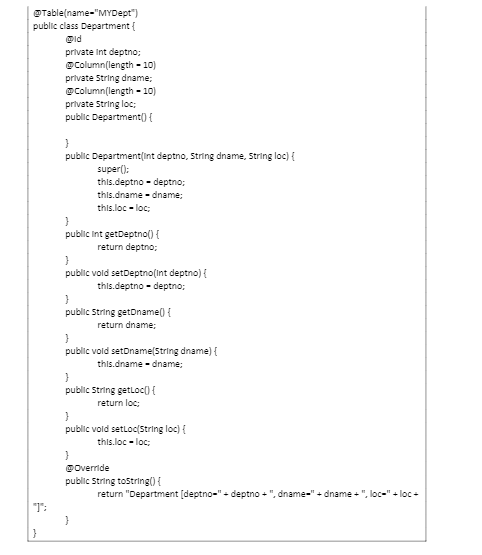 @Table(name="MYDept")
public class Department {
@Id
private int deptno;
@Column(length = 10)
private String dname;
@Column(length = 10)
private String loc;
public Department() {
}
public Department(int deptno, String dname, String loc) {
super();
this.deptno = deptno;
this.dname = dname;
this.loc = loc;
}
public int getDeptno() {
return deptno;
}
public void setDeptno(int deptno) {
this.deptno = deptno;
}
public String getDname() {
return dname;
}
public void setDname(String dname) {
this.dname = dname;
}
public String getLoc() {
return loc;
}
public void setLoc(String loc) {
this.loc = loc;
}
@Override
public String toString() {
return "Department [deptno=" + deptno + ", dname=" + dname + ", loc=" + loc +
"]";
}
}